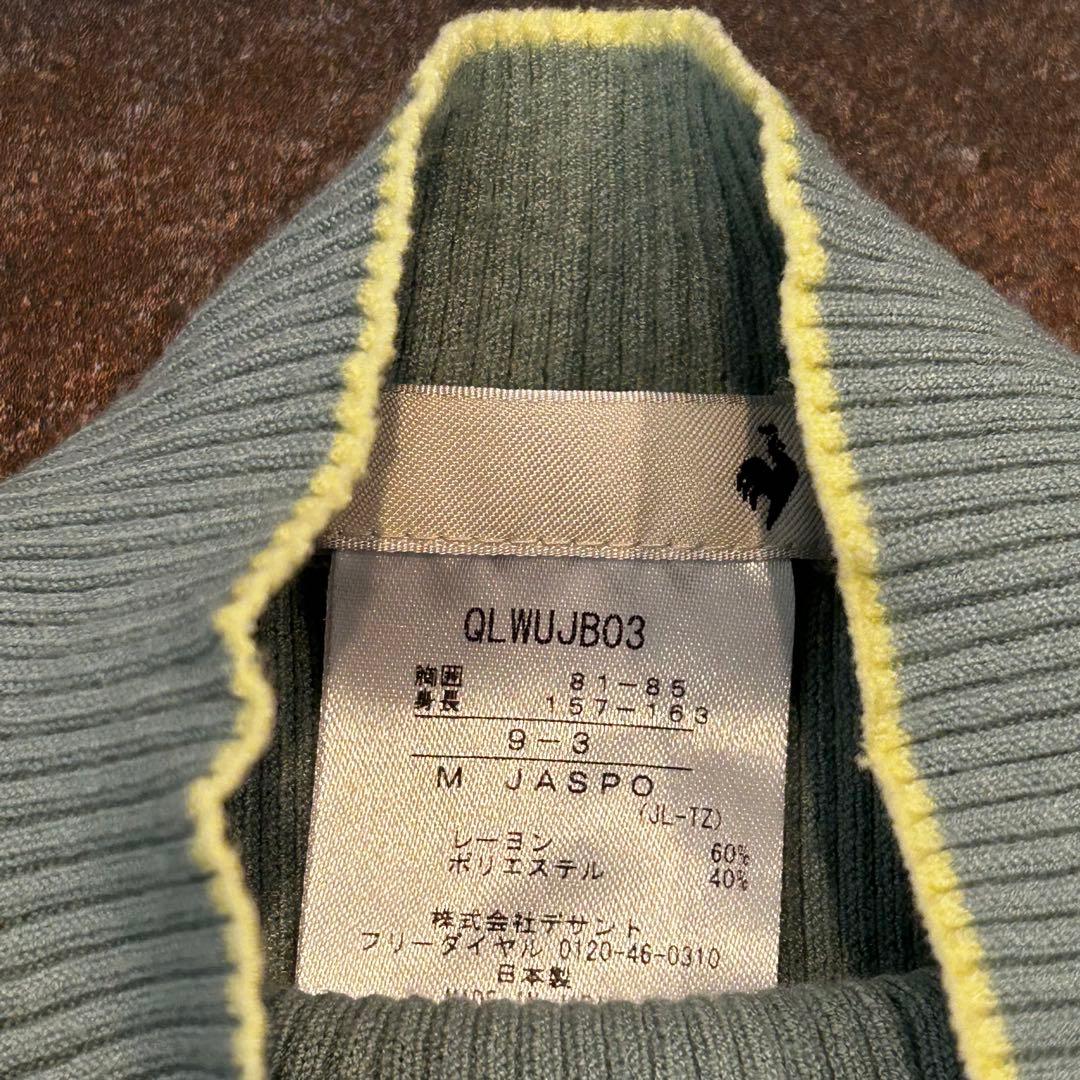 QLWUJB03
胸囲 81-85
身長 157-163
9-3
M JASPO
(JL-TZ)
レーヨン 60%
ポリエステル 40%
株式会社デサント
フリーダイヤル 0120-46-0310
日本製